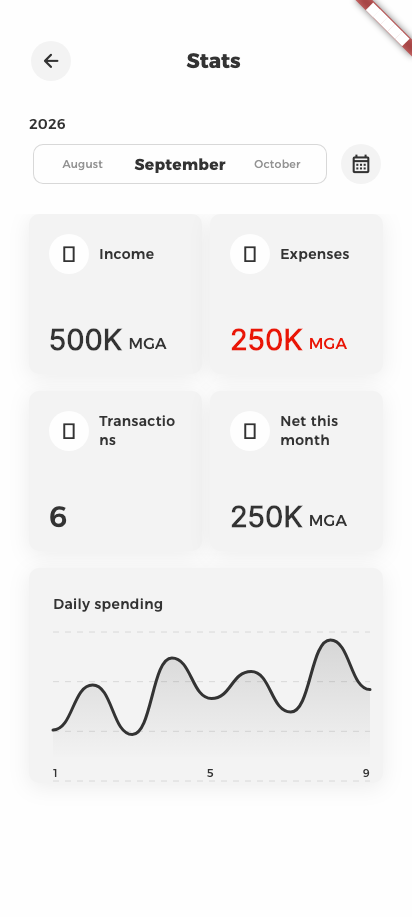 Stats
2026
August September October
Income
Expenses
500K MGA
250K MGA
Transactio
ns
Net this
month
6
250K MGA
Daily spending
1 5 9